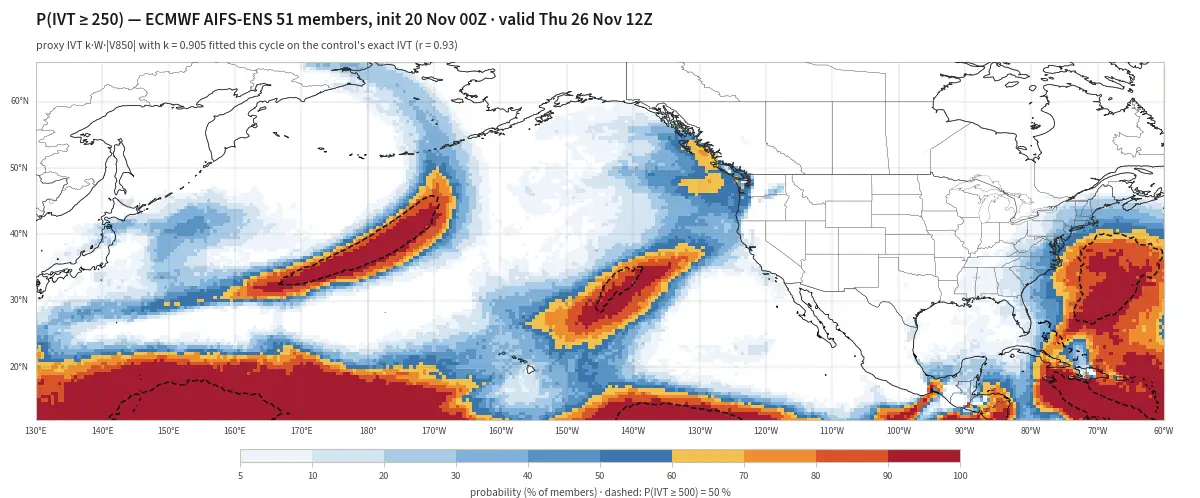 P(IVT ≥ 250) — ECMWF AIFS-ENS 51 members, init 20 Nov 00Z · valid Thu 26 Nov 12Z
proxy IVT k·W·|V850| with k = 0.905 fitted this cycle on the control's exact IVT (r = 0.93)
60°N
50°N
40°N
30°N
20°N
130°E 140°E 150°E 160°E 180° 170°W 160°W 150°W 140°W 130°W 120°W 110°W 100°W 90°W 80°W 70°W 60°W
5 10 20 30 40 50 60 70 80 90 100
probability (% of members) · dashed: P(IVT ≥ 500) = 50 %